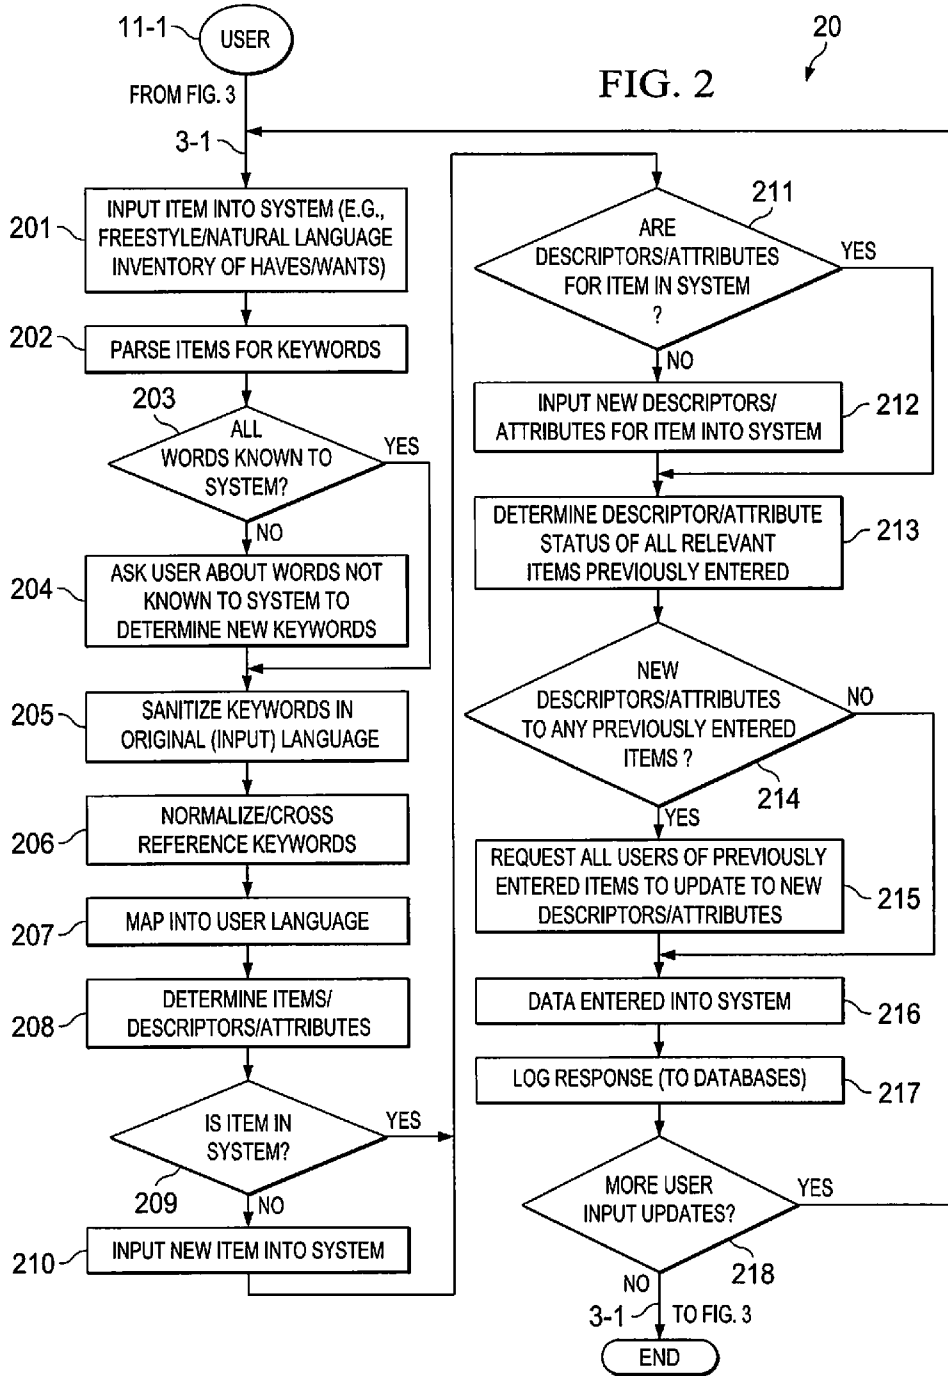 11-1
USER
20
FROM FIG. 3
FIG. 2
3-1
201
INPUT ITEM INTO SYSTEM (E.G.,
FREESTYLE/NATURAL LANGUAGE
INVENTORY OF HAVES/WANTS)
202
PARSE ITEMS FOR KEYWORDS
203
ALL
WORDS KNOWN TO
SYSTEM?
YES
NO
204
ASK USER ABOUT WORDS NOT
KNOWN TO SYSTEM TO
DETERMINE NEW KEYWORDS
205
SANITIZE KEYWORDS IN
ORIGINAL (INPUT) LANGUAGE
206
NORMALIZE/CROSS
REFERENCE KEYWORDS
207
MAP INTO USER LANGUAGE
208
DETERMINE ITEMS/
DESCRIPTORS/ATTRIBUTES
IS ITEM IN
SYSTEM?
YES
209
NO
210
INPUT NEW ITEM INTO SYSTEM
211
ARE
DESCRIPTORS/ATTRIBUTES
FOR ITEM IN SYSTEM
?
YES
NO
INPUT NEW DESCRIPTORS/
ATTRIBUTES FOR ITEM INTO SYSTEM
212
DETERMINE DESCRIPTOR/ATTRIBUTE
STATUS OF ALL RELEVANT
ITEMS PREVIOUSLY ENTERED
213
NEW
DESCRIPTORS/ATTRIBUTES
TO ANY PREVIOUSLY ENTERED
ITEMS ?
NO
214
YES
REQUEST ALL USERS OF PREVIOUSLY
ENTERED ITEMS TO UPDATE TO NEW
DESCRIPTORS/ATTRIBUTES
215
DATA ENTERED INTO SYSTEM
216
LOG RESPONSE (TO DATABASES)
217
MORE USER
INPUT UPDATES?
YES
218
NO
3-1
TO FIG. 3
END